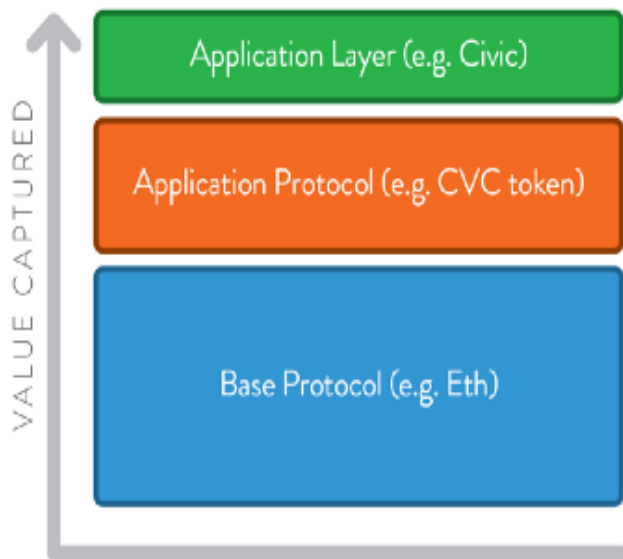 VALUE CAPTURED
Application Layer (e.g. Civic)
Application Protocol (e.g. CVC token)
Base Protocol (e.g. Eth)